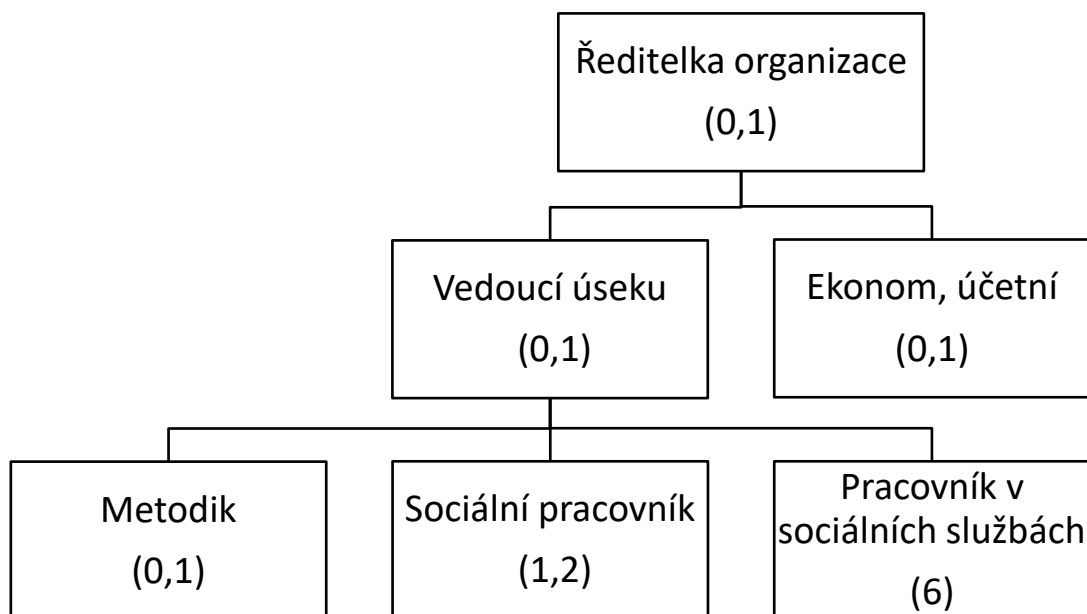 Ředitelka organizace
(0,1)
Vedoucí úseku
(0,1)
Ekonom, účetní
(0,1)
Metodik
(0,1)
Sociální pracovník
(1,2)
Pracovník v
sociálních službách
(6)